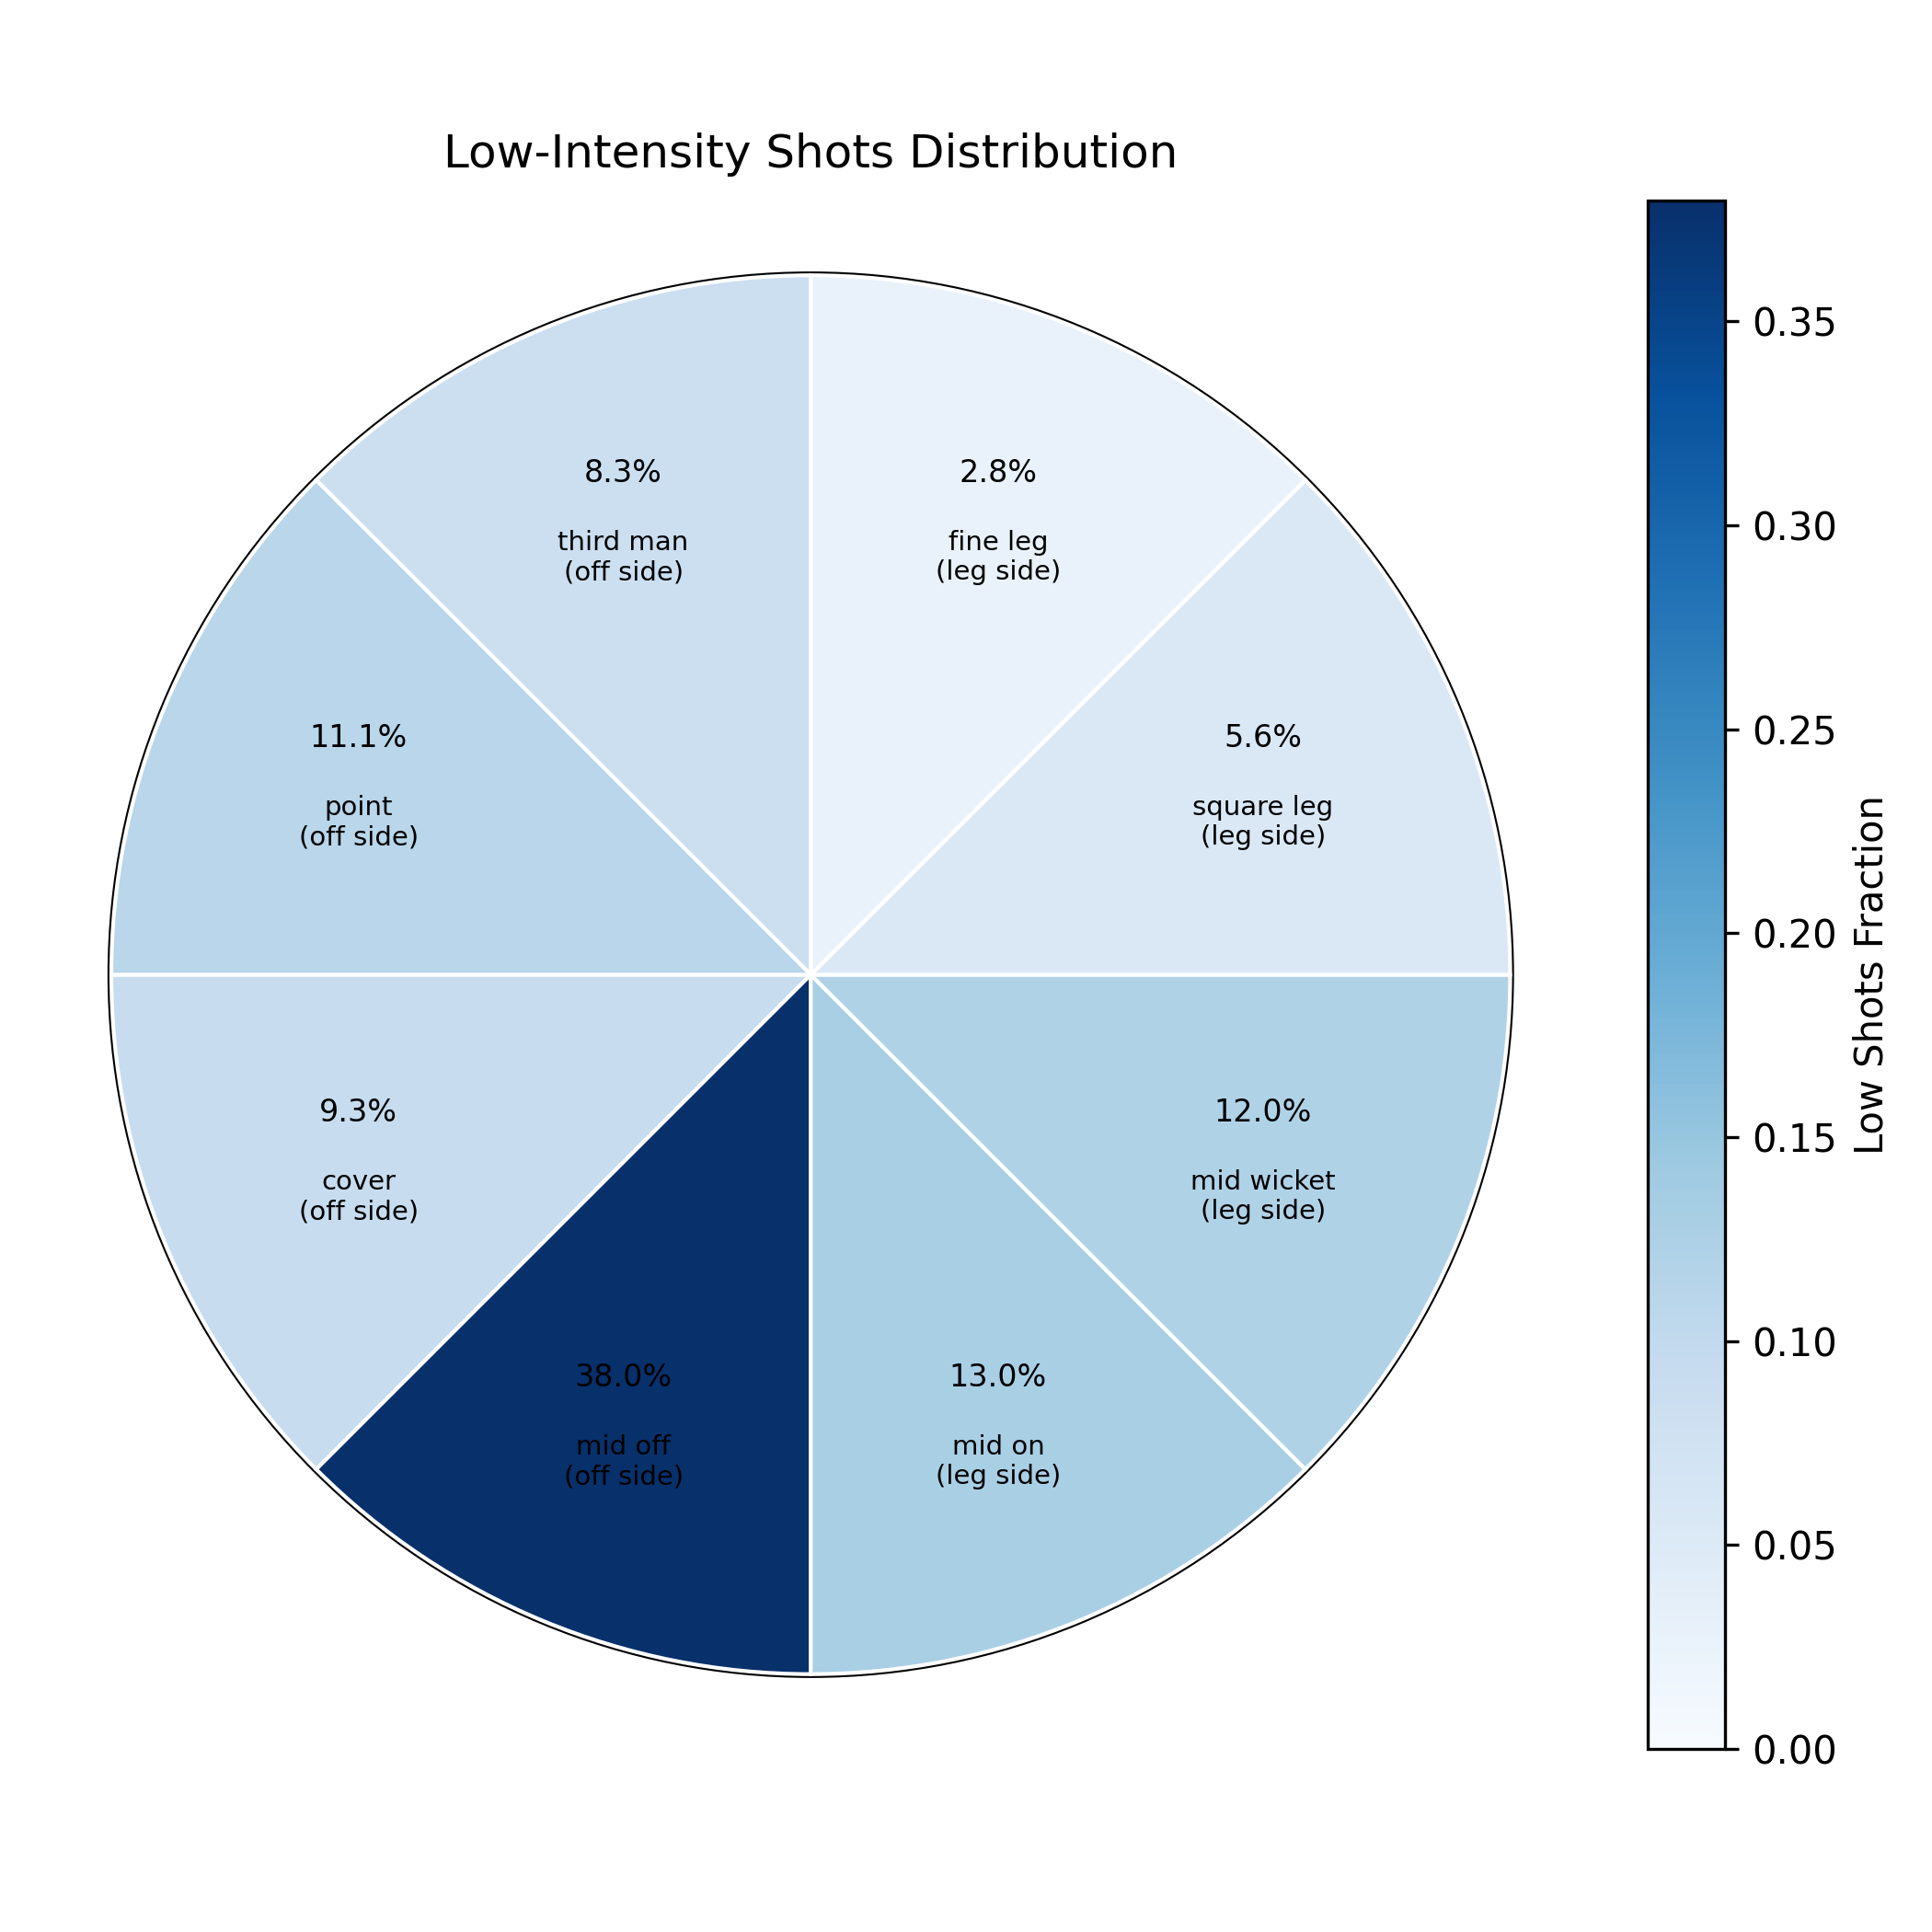 Low-Intensity Shots Distribution
8.3%
third man
(off side)
2.8%
fine leg
(leg side)
11.1%
point
(off side)
5.6%
square leg
(leg side)
9.3%
cover
(off side)
12.0%
mid wicket
(leg side)
38.0%
mid off
(off side)
13.0%
mid on
(leg side)
0.35
0.30
0.25
0.20
0.15
0.10
0.05
0.00
Low Shots Fraction